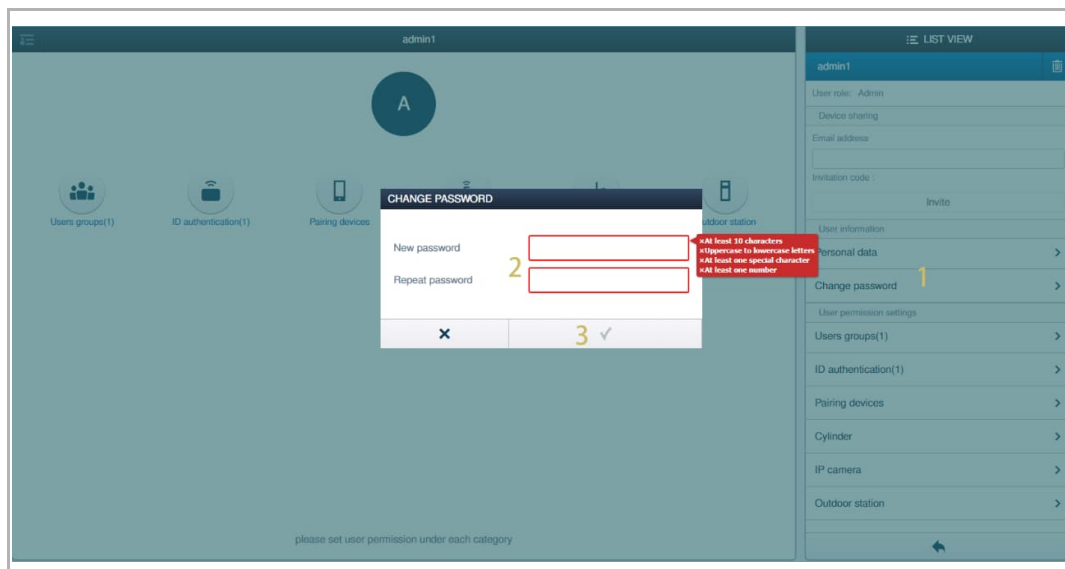 admin1
A
Users groups(1)
ID authentication(1)
Pairing devices
utdoor station
CHANGE PASSWORD
New password
Repeat password
2
3
×At least 10 characters
×Uppercase to lowercase letters
×At least one special character
×At least one number
please set user permission under each category
LIST VIEW
admin1
User role: Admin
Device sharing
Email address
Invitation code :
Invite
User information
Personal data
Change password
1
User permission settings
Users groups(1)
ID authentication(1)
Pairing devices
Cylinder
IP camera
Outdoor station